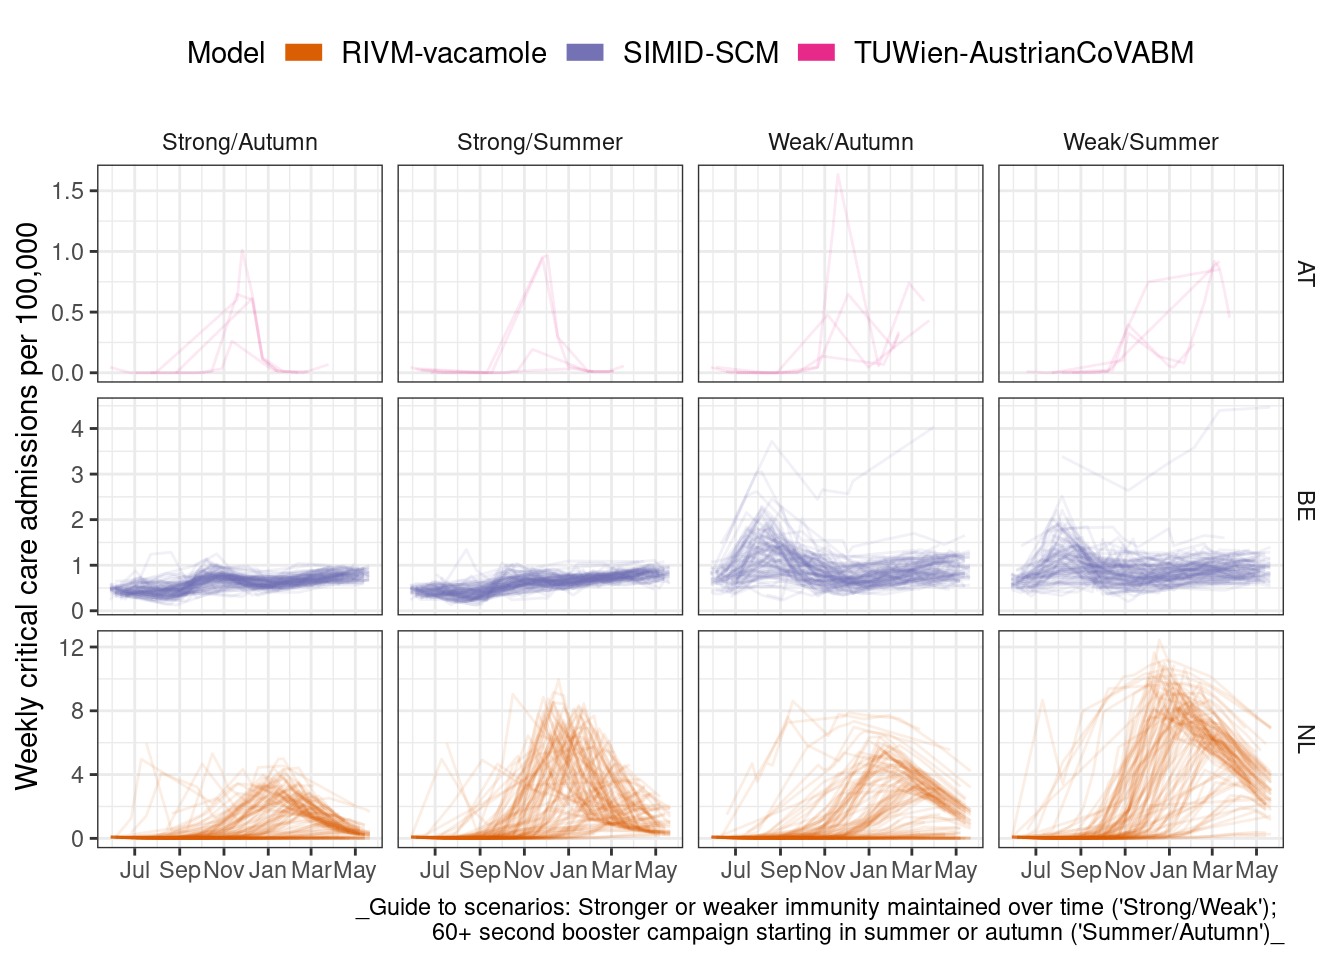 Model RIVM-vacamole SIMID-SCM TUWien-AustrianCoVABM
Strong/Autumn Strong/Summer Weak/Autumn Weak/Summer
Weekly critical care admissions per 100,000
1.5
1.0
0.5
0.0
AT
4
3
2
1
0
BE
12
8
4
0
NL
Jul Sep Nov Jan Mar May Jul Sep Nov Jan Mar May Jul Sep Nov Jan Mar May Jul Sep Nov Jan Mar May
_Guide to scenarios: Stronger or weaker immunity maintained over time ('Strong/Weak');
60+ second booster campaign starting in summer or autumn ('Summer/Autumn')_